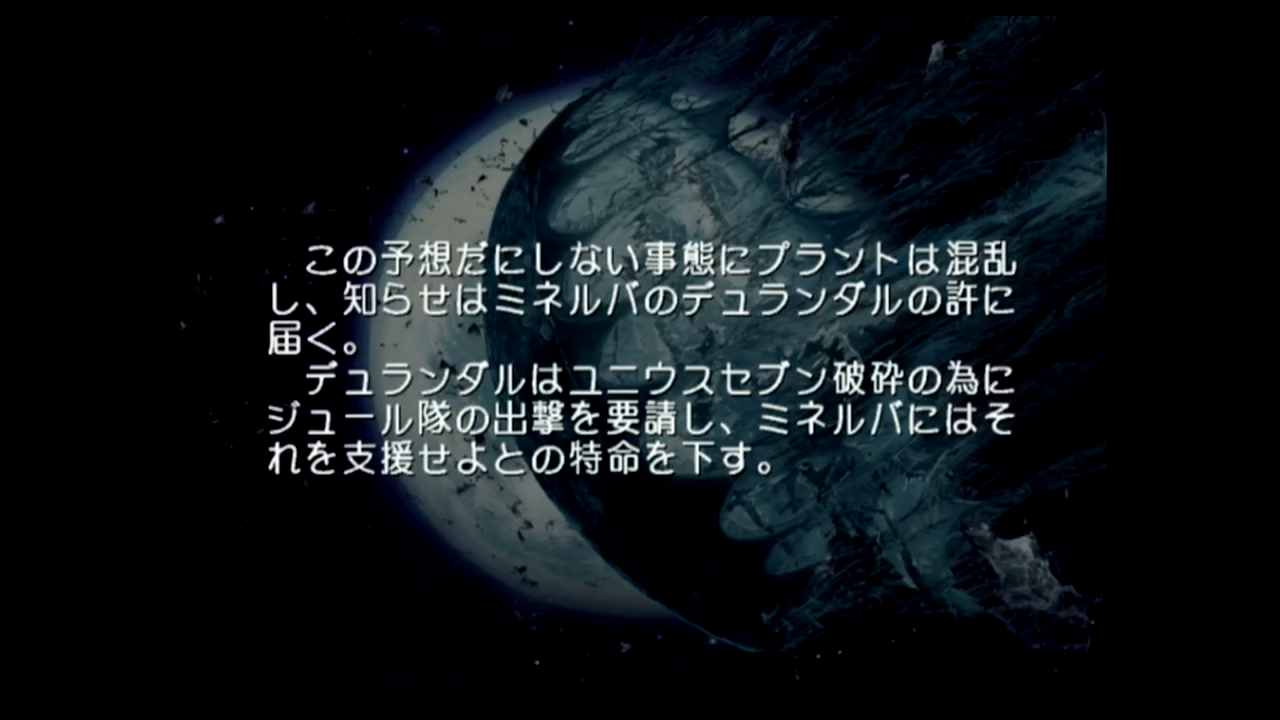 この予想だにしない事態にプラントは混乱
し、知らせはミネルバのデュランダルの許に
届く。
　デュランダルはユニウスセブン破砕の為に
ジュール隊の出撃を要請し、ミネルバにはそ
れを支援せよとの特命を下す。